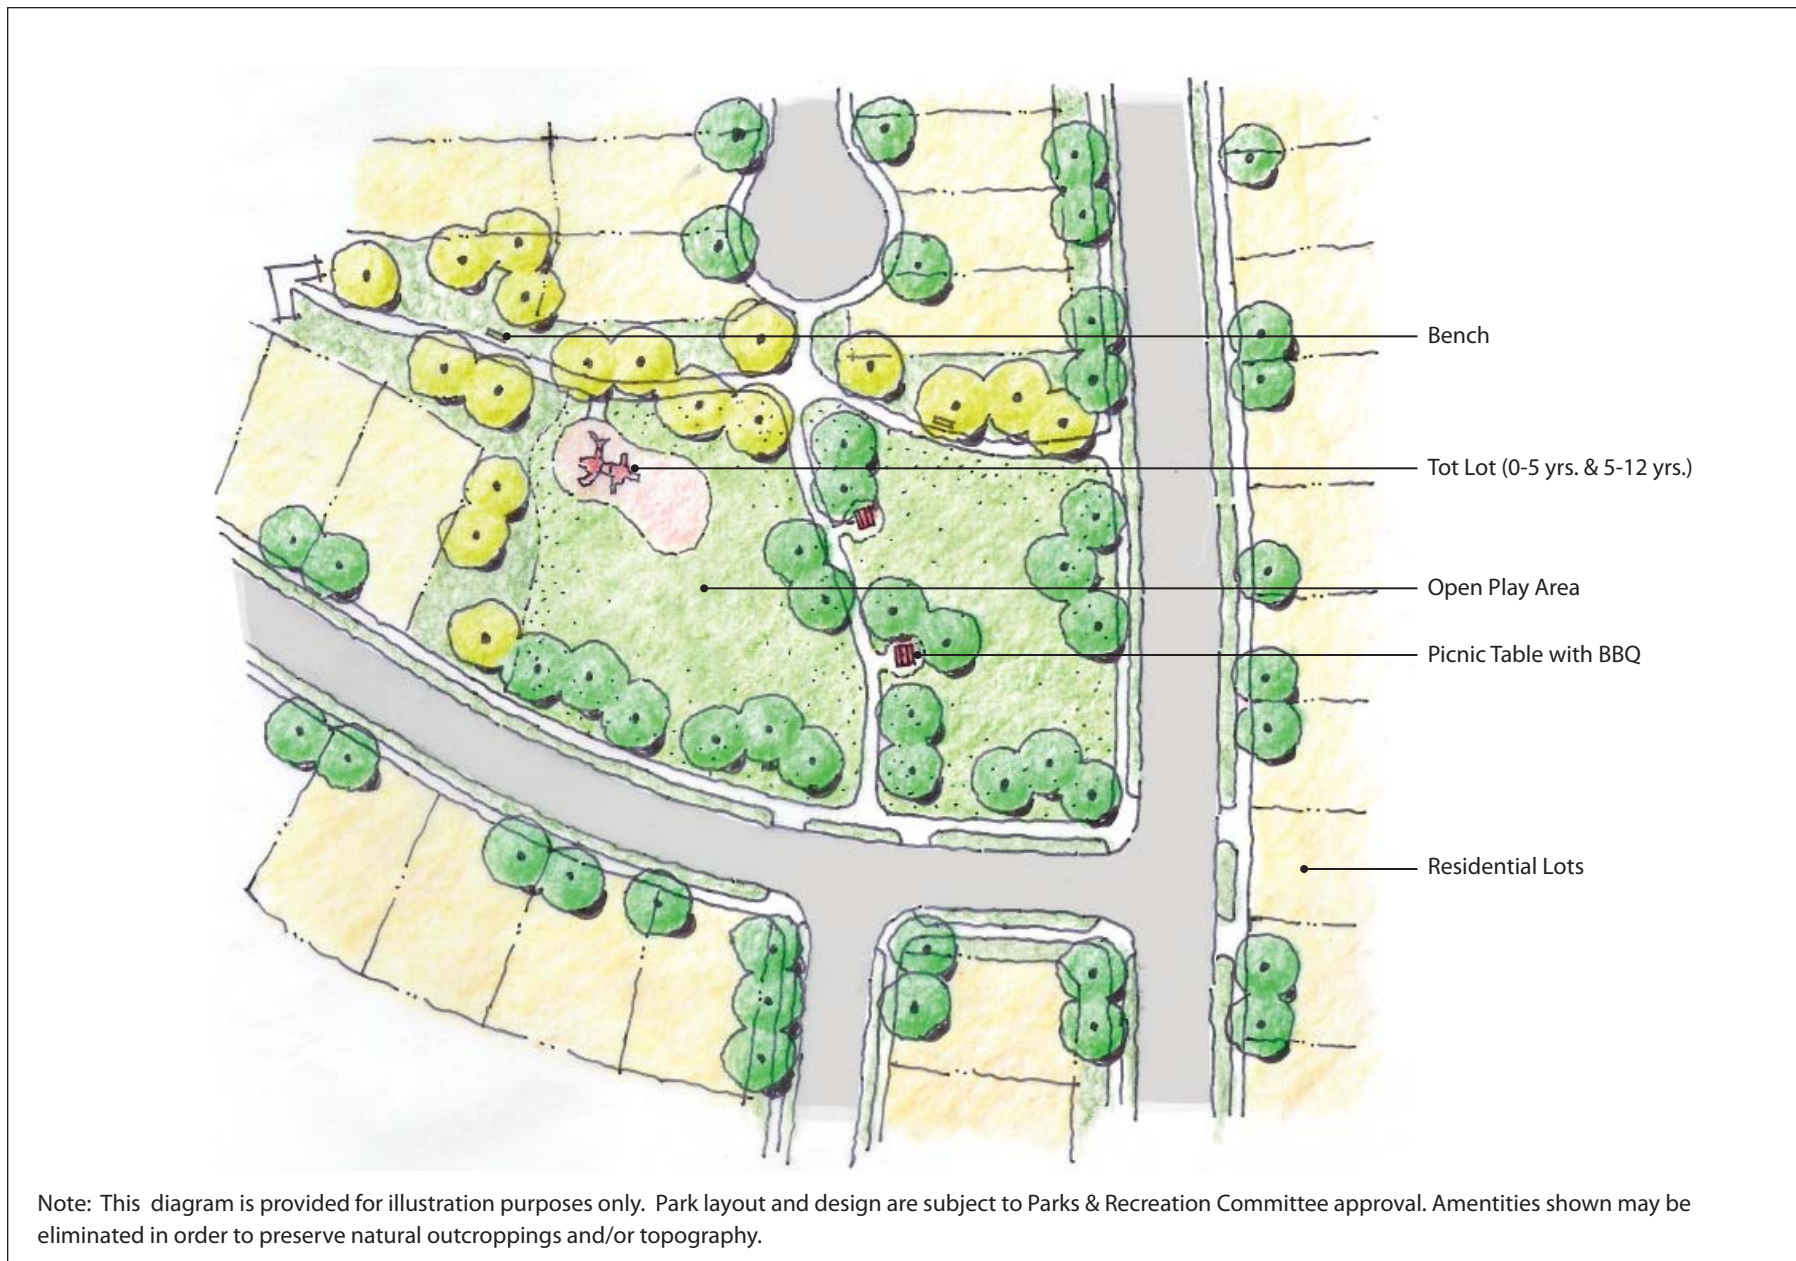 Bench
Tot Lot (0-5 yrs. & 5-12 yrs.)
Open Play Area
Picnic Table with BBQ
Residential Lots
Note: This diagram is provided for illustration purposes only. Park layout and design are subject to Parks & Recreation Committee approval. Amentities shown may be
eliminated in order to preserve natural outcroppings and/or topography.